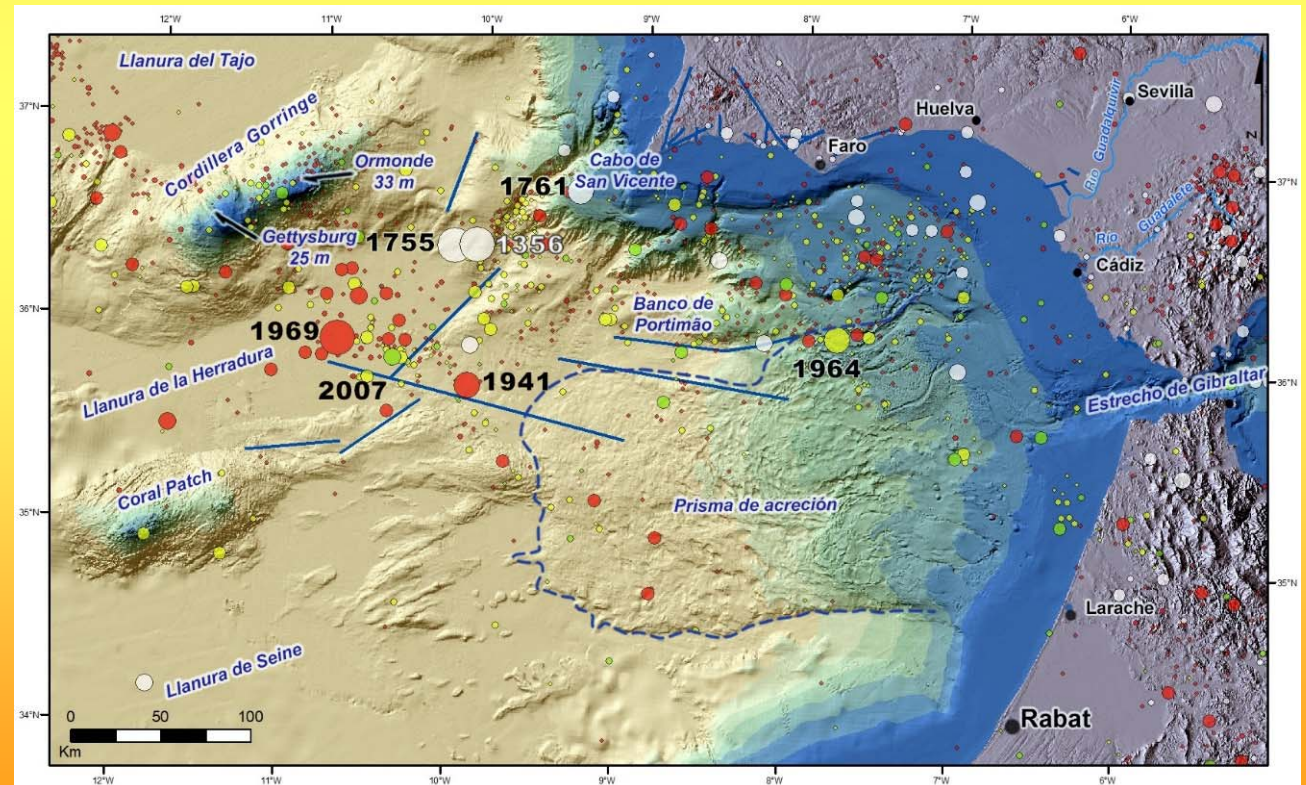 12°W 11°W 10°W 9°W 8°W 7°W 6°W
Llanura del Tajo
37°N
Cordillera Gorringe
Ormonde
33 m
Gettysburg
25 m
Huelva
Sevilla
Río Guadalquivir
Faro
Cabo de
San Vicente
37°N
1761
1755
1356
Río Guadalete
Cádiz
N
36°N
Banco de
Portimão
1969
1964
36°N
Llanura de la Herradura
2007
1941
Estrecho de Gibraltar
Coral Patch
35°N
Prisma de acreción
35°N
Larache
Llanura de Seine
34°N
0 50 100
Km
Rabat
12°W 11°W 10°W 9°W 8°W 7°W 6°W